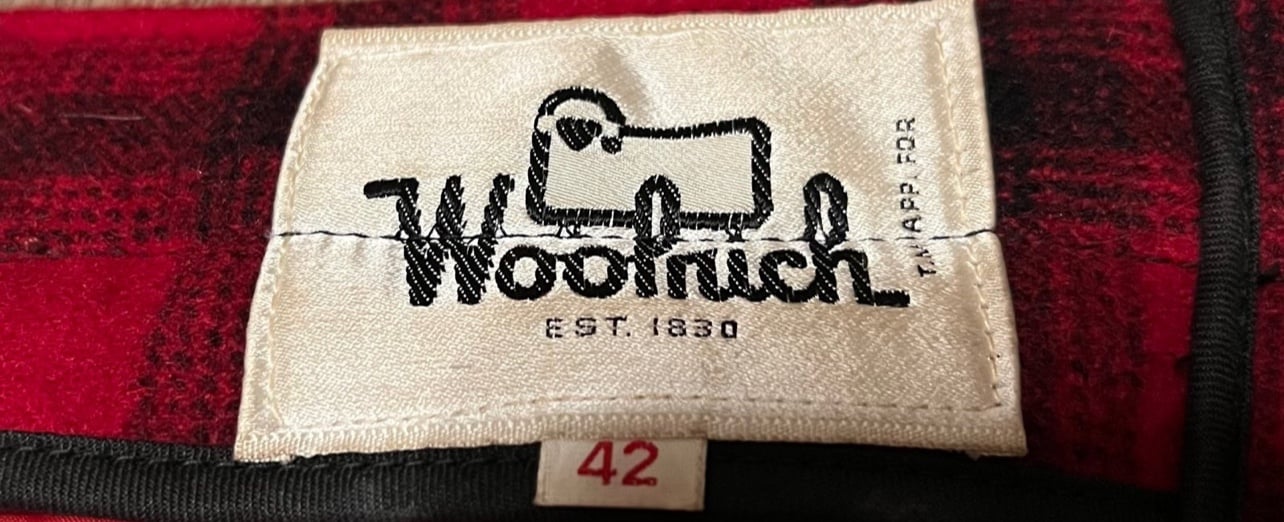 Woolrich
EST. 1830
T.M. APP. FOR
42